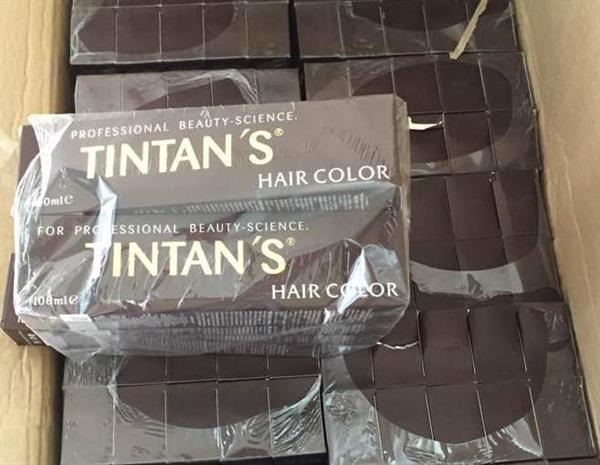 PROFESSIONAL BEAUTY-SCIENCE.
TINTAN´S®
HAIR COLOR
FOR PROFESSIONAL BEAUTY-SCIENCE.
TINTAN´S®
HAIR COLOR
100ml℮